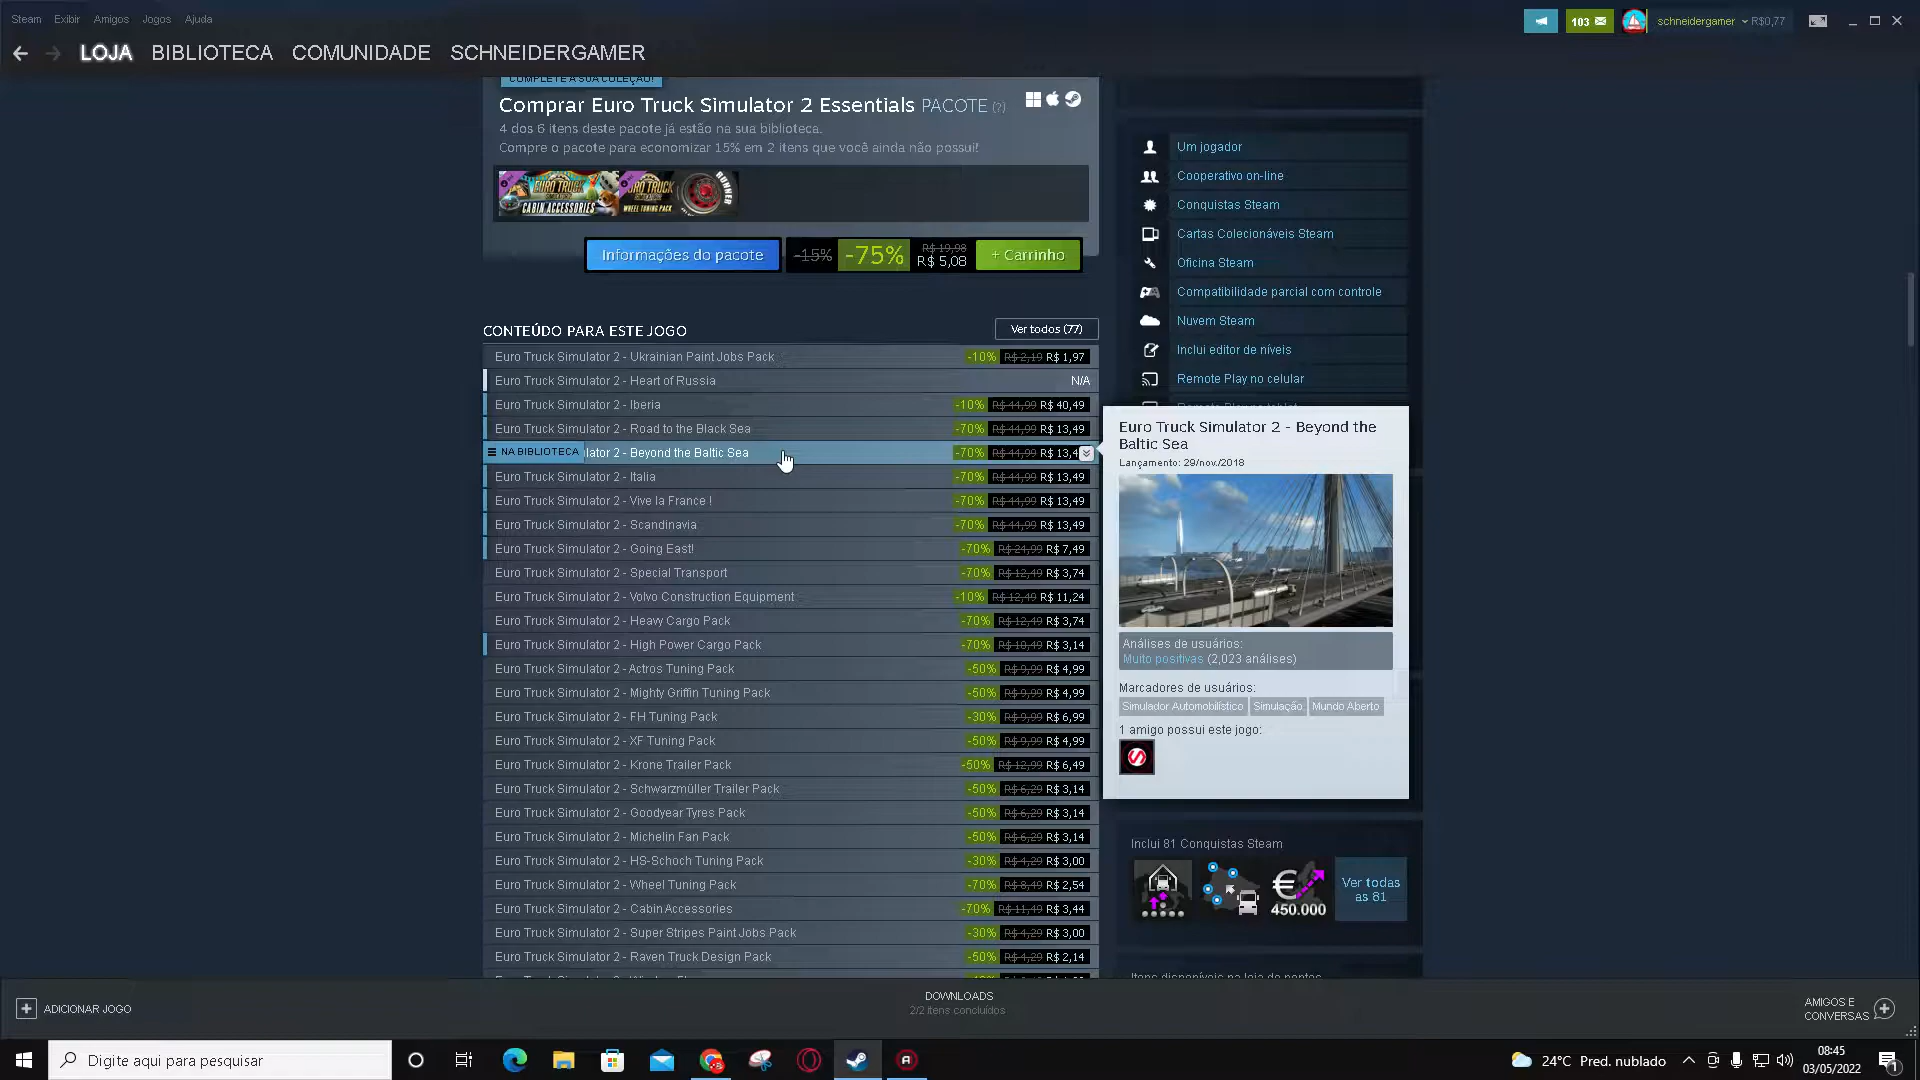 Steam Exibir Amigos Jogos Ajuda
103 schneidergamer R$0,77
LOJA BIBLIOTECA COMUNIDADE SCHNEIDERGAMER
COMPLETE A SUA COLEÇÃO!
Comprar Euro Truck Simulator 2 Essentials PACOTE (?)
4 dos 6 itens deste pacote já estão na sua biblioteca.
Compre o pacote para economizar 15% em 2 itens que você ainda não possui!
Informações do pacote -15% -75% R$ 19,98 R$ 5,08 + Carrinho
CONTEÚDO PARA ESTE JOGO Ver todos (77)
Euro Truck Simulator 2 - Ukrainian Paint Jobs Pack -10% R$ 2,19 R$ 1,97
Euro Truck Simulator 2 - Heart of Russia N/A
Euro Truck Simulator 2 - Iberia -10% R$ 44,99 R$ 40,49
Euro Truck Simulator 2 - Road to the Black Sea -70% R$ 44,99 R$ 13,49
NA BIBLIOTECA lator 2 - Beyond the Baltic Sea -70% R$ 44,99 R$ 13,4
Euro Truck Simulator 2 - Italia -70% R$ 44,99 R$ 13,49
Euro Truck Simulator 2 - Vive la France ! -70% R$ 44,99 R$ 13,49
Euro Truck Simulator 2 - Scandinavia -70% R$ 44,99 R$ 13,49
Euro Truck Simulator 2 - Going East! -70% R$ 24,99 R$ 7,49
Euro Truck Simulator 2 - Special Transport -70% R$ 12,49 R$ 3,74
Euro Truck Simulator 2 - Volvo Construction Equipment -10% R$ 12,49 R$ 11,24
Euro Truck Simulator 2 - Heavy Cargo Pack -70% R$ 12,49 R$ 3,74
Euro Truck Simulator 2 - High Power Cargo Pack -70% R$ 10,49 R$ 3,14
Euro Truck Simulator 2 - Actros Tuning Pack -50% R$ 9,99 R$ 4,99
Euro Truck Simulator 2 - Mighty Griffin Tuning Pack -50% R$ 9,99 R$ 4,99
Euro Truck Simulator 2 - FH Tuning Pack -30% R$ 9,99 R$ 6,99
Euro Truck Simulator 2 - XF Tuning Pack -50% R$ 9,99 R$ 4,99
Euro Truck Simulator 2 - Krone Trailer Pack -50% R$ 12,99 R$ 6,49
Euro Truck Simulator 2 - Schwarzmüller Trailer Pack -50% R$ 6,29 R$ 3,14
Euro Truck Simulator 2 - Goodyear Tyres Pack -50% R$ 6,29 R$ 3,14
Euro Truck Simulator 2 - Michelin Fan Pack -50% R$ 6,29 R$ 3,14
Euro Truck Simulator 2 - HS-Schoch Tuning Pack -30% R$ 4,29 R$ 3,00
Euro Truck Simulator 2 - Wheel Tuning Pack -70% R$ 8,49 R$ 2,54
Euro Truck Simulator 2 - Cabin Accessories -70% R$ 11,49 R$ 3,44
Euro Truck Simulator 2 - Super Stripes Paint Jobs Pack -30% R$ 4,29 R$ 3,00
Euro Truck Simulator 2 - Raven Truck Design Pack -50% R$ 4,29 R$ 2,14
Um jogador
Cooperativo on-line
Conquistas Steam
Cartas Colecionáveis Steam
Oficina Steam
Compatibilidade parcial com controle
Nuvem Steam
Inclui editor de níveis
Remote Play no celular
Euro Truck Simulator 2 - Beyond the
Baltic Sea
Lançamento: 29/nov./2018
Análises de usuários:
Muito positivas (2,023 análises)
Marcadores de usuários:
Simulador Automobilístico Simulação Mundo Aberto
1 amigo possui este jogo:
Inclui 81 Conquistas Steam
€ 450.000
Ver todas
as 81
Itens disponíveis na loja de pontos
ADICIONAR JOGO
DOWNLOADS
2/2 itens concluídos
AMIGOS E
CONVERSAS
Digite aqui para pesquisar
24°C Pred. nublado
08:45
03/05/2022
1